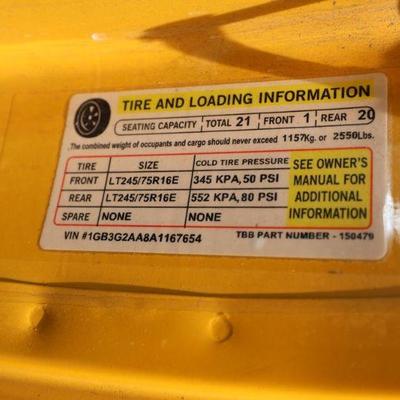 TIRE AND LOADING INFORMATION
SEATING CAPACITY TOTAL 21 FRONT 1 REAR 20
The combined weight of occupants and cargo should never exceed 1157Kg. or 2550Lbs.
TIRE SIZE COLD TIRE PRESSURE
FRONT LT245/75R16E 345 KPA,50 PSI
REAR LT245/75R16E 552 KPA,80 PSI
SPARE NONE NONE
SEE OWNER'S
MANUAL FOR
ADDITIONAL
INFORMATION
VIN #1GB3G2AA8A1167654 TBB PART NUMBER - 150479